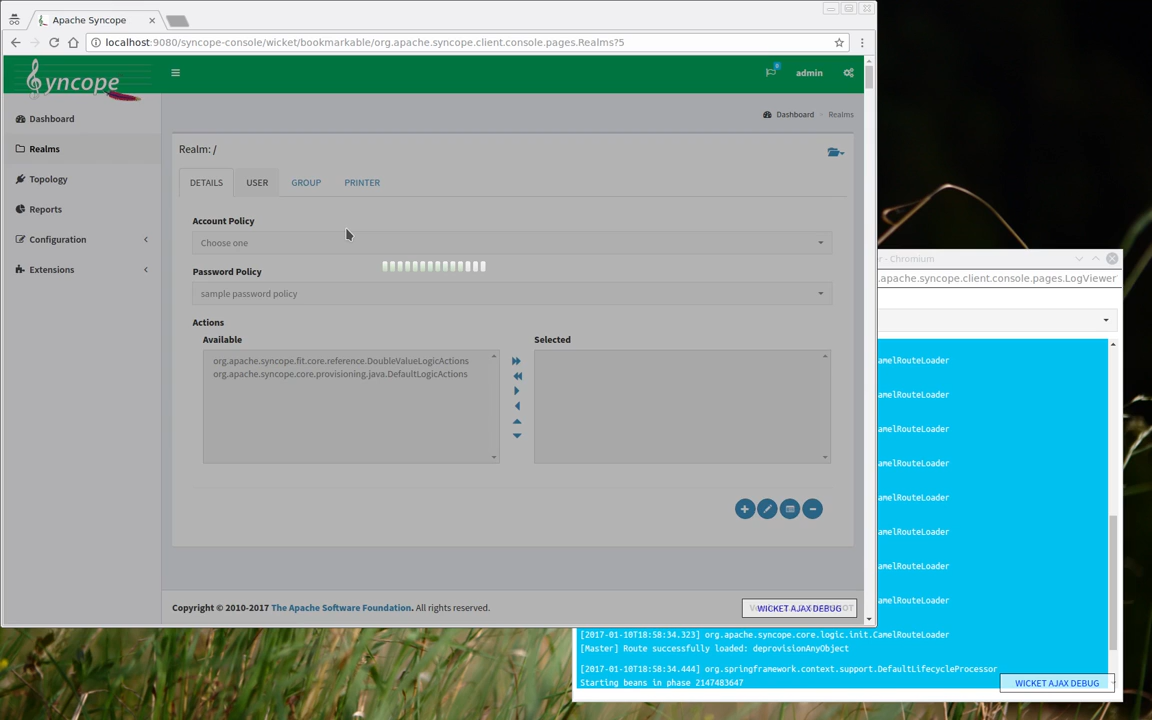 Apache Syncope
localhost:9080/syncope-console/wicket/bookmarkable/org.apache.syncope.client.console.pages.Realms?5
yncope
admin
Dashboard
Realms
Topology
Reports
Configuration
Extensions
Dashboard Realms
Realm: /
DETAILS USER GROUP PRINTER
Account Policy
Choose one
Password Policy
sample password policy
Actions
Available
Selected
org.apache.syncope.fit.core.reference.DoubleValueLogicActions
org.apache.syncope.core.provisioning.java.DefaultLogicActions
Copyright © 2010-2017 The Apache Software Foundation. All rights reserved.
WICKET AJAX DEBUG
- Chromium
.apache.syncope.client.console.pages.LogViewer
amelRouteLoader
amelRouteLoader
amelRouteLoader
amelRouteLoader
amelRouteLoader
amelRouteLoader
amelRouteLoader
amelRouteLoader
[2017-01-10T18:58:34.323] org.apache.syncope.core.logic.init.CamelRouteLoader
[Master] Route successfully loaded: deprovisionAnyObject
[2017-01-10T18:58:34.444] org.springframework.context.support.DefaultLifecycleProcessor
Starting beans in phase 2147483647
WICKET AJAX DEBUG